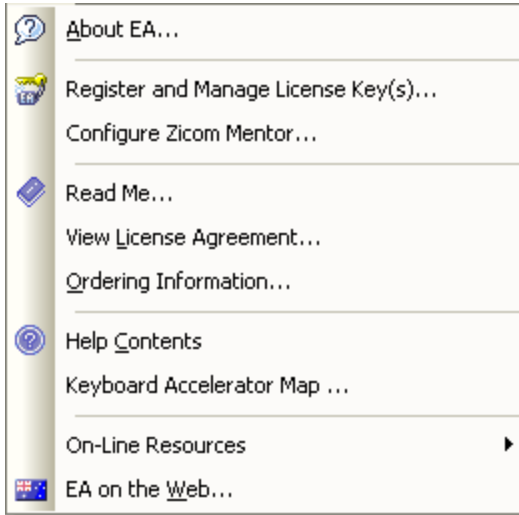 About EA...
Register and Manage License Key(s)...
Configure Zicom Mentor...
Read Me...
View License Agreement...
Ordering Information...
Help Contents
Keyboard Accelerator Map ...
On-Line Resources
EA on the Web...